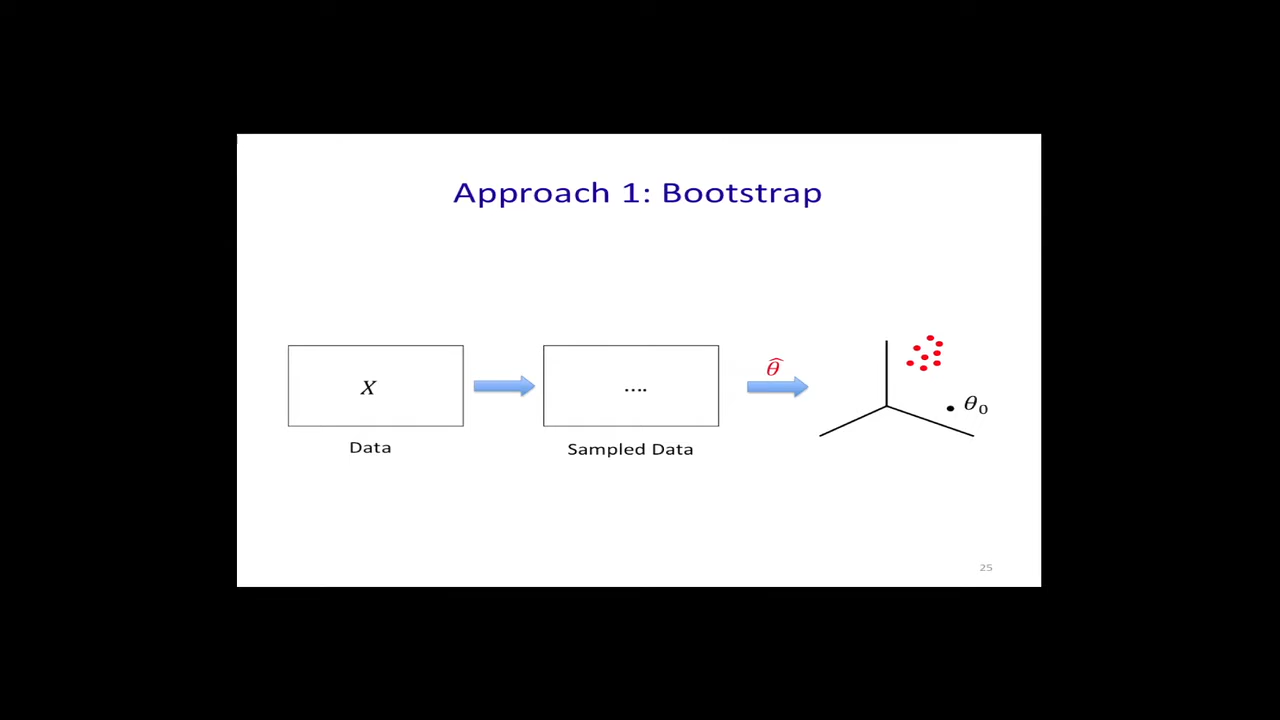 Approach 1: Bootstrap
X
Data
....
Sampled Data
θ̂
θ₀
25